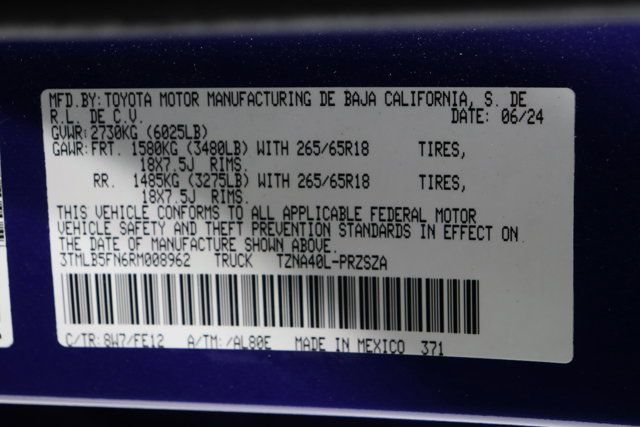 MFD.BY:TOYOTA MOTOR MANUFACTURING DE BAJA CALIFORNIA, S. DE
R.L. DE C.V. DATE: 06/24
GVWR:2730KG (6025LB)
GAWR:FRT. 1580KG (3480LB) WITH 265/65R18 TIRES,
18X7.5J RIMS.
RR. 1485KG (3275LB) WITH 265/65R18 TIRES,
18X7.5J RIMS.
THIS VEHICLE CONFORMS TO ALL APPLICABLE FEDERAL MOTOR
VEHICLE SAFETY AND THEFT PREVENTION STANDARDS IN EFFECT ON
THE DATE OF MANUFACTURE SHOWN ABOVE.
3TMLB5FN6RM008962 TRUCK TZNA40L-PRZSZA
C/TR:8W7/FE12 A/TM:/AL80E MADE IN MEXICO 371